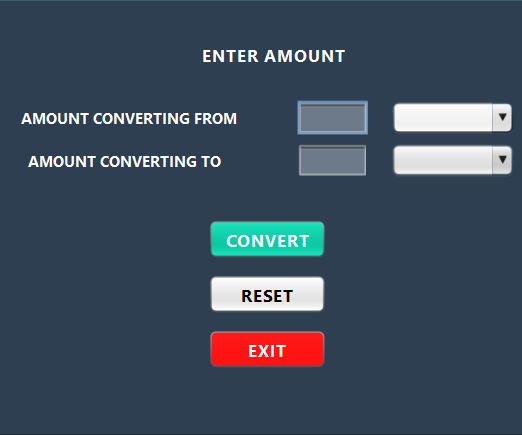 ENTER AMOUNT
AMOUNT CONVERTING FROM
AMOUNT CONVERTING TO
CONVERT
RESET
EXIT